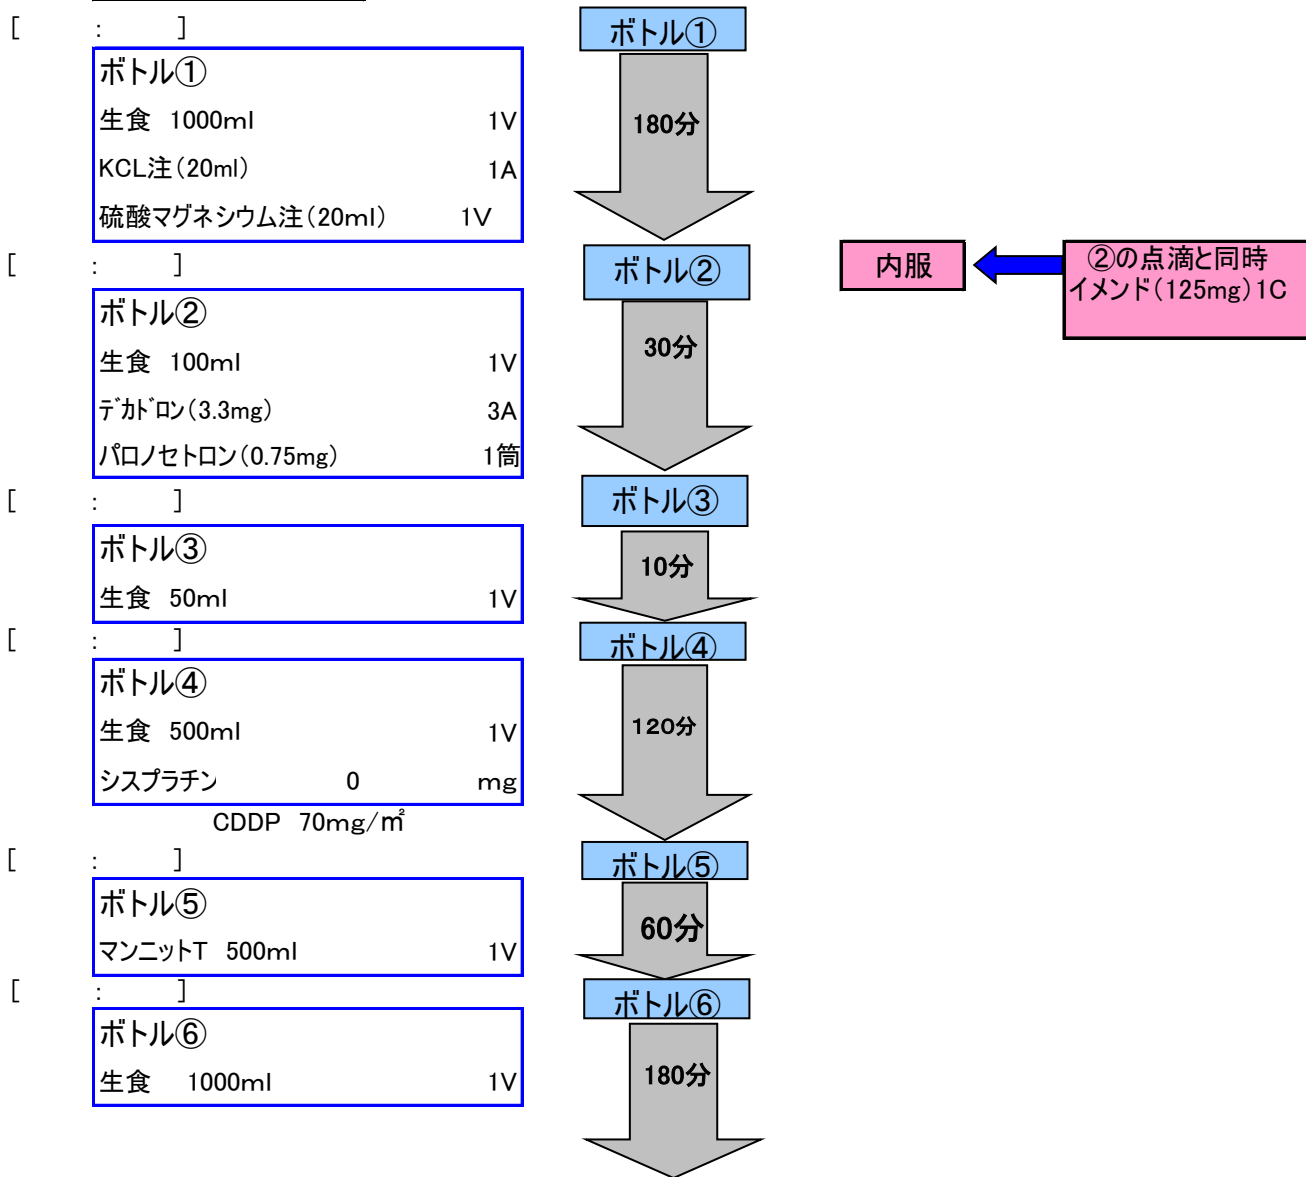 [　　:　　]
ボトル①
ボトル①
生食 1000ml 1V
180分
KCL注(20ml) 1A
硫酸マグネシウム注(20ml) 1V
[　　:　　]
ボトル②
内服
②の点滴と同時
イメンド(125mg)1C
ボトル②
生食 100ml 1V
30分
ﾃﾞｶﾄﾞﾛﾝ(3.3mg) 3A
パロノセトロン(0.75mg) 1筒
[　　:　　]
ボトル③
ボトル③
10分
生食 50ml 1V
[　　:　　]
ボトル④
ボトル④
生食 500ml 1V
120分
シスプラチン 0 mg
CDDP 70mg/㎡
[　　:　　]
ボトル⑤
ボトル⑤
60分
マンニットT 500ml 1V
[　　:　　]
ボトル⑥
ボトル⑥
生食 1000ml 1V
180分